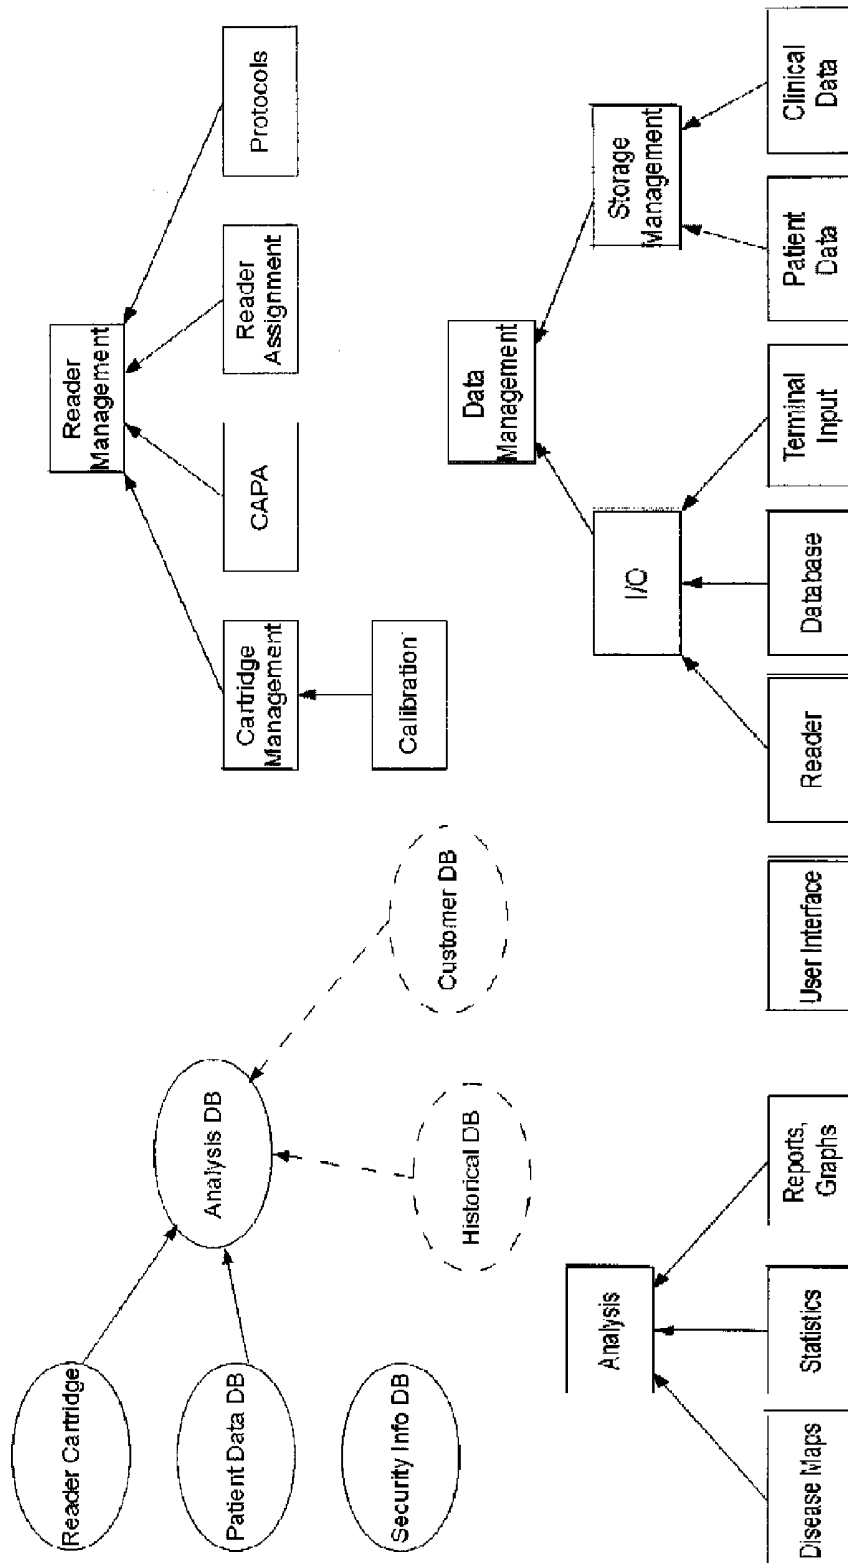 Reader Cartridge
Patient Data DB
Security Info DB
Analysis DB
Historical DB
Customer DB
Reader
Management
Cartridge
Management
CAPA
Reader
Assignment
Protocols
Calibration
Analysis
Disease Maps
Statistics
Reports,
Graphs
User Interface
Data
Management
I/O
Storage
Management
Reader
Database
Terminal
Input
Patient
Data
Clinical
Data